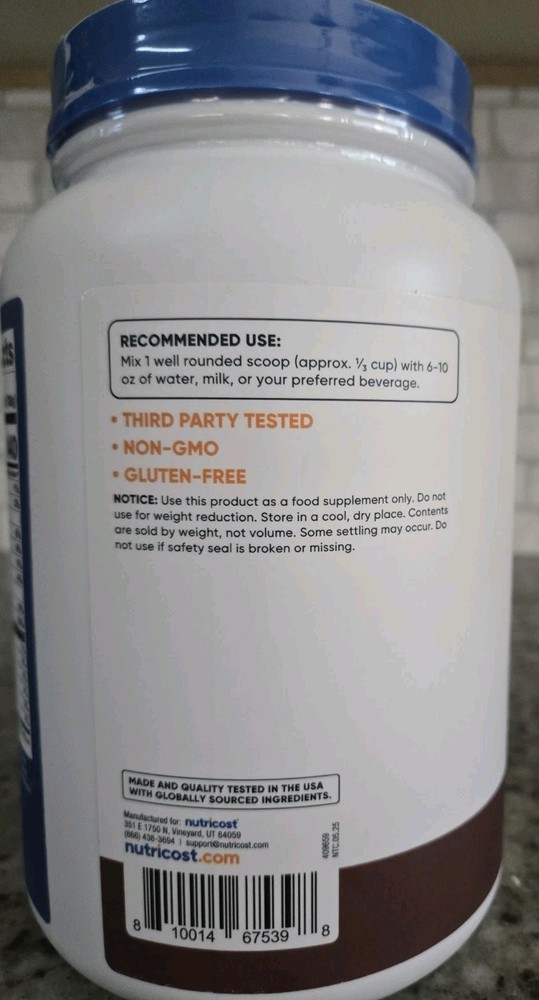 RECOMMENDED USE:
Mix 1 well rounded scoop (approx. ⅓ cup) with 6-10
oz of water, milk, or your preferred beverage.
• THIRD PARTY TESTED
• NON-GMO
• GLUTEN-FREE
NOTICE: Use this product as a food supplement only. Do not
use for weight reduction. Store in a cool, dry place. Contents
are sold by weight, not volume. Some settling may occur. Do
not use if safety seal is broken or missing.
MADE AND QUALITY TESTED IN THE USA
WITH GLOBALLY SOURCED INGREDIENTS.
Manufactured for: nutricost
351 E 1750 N, Vineyard, UT 84059
(866) 438-3694 | support@nutricost.com
nutricost.com
NTC.05.25
8 10014 67539 8